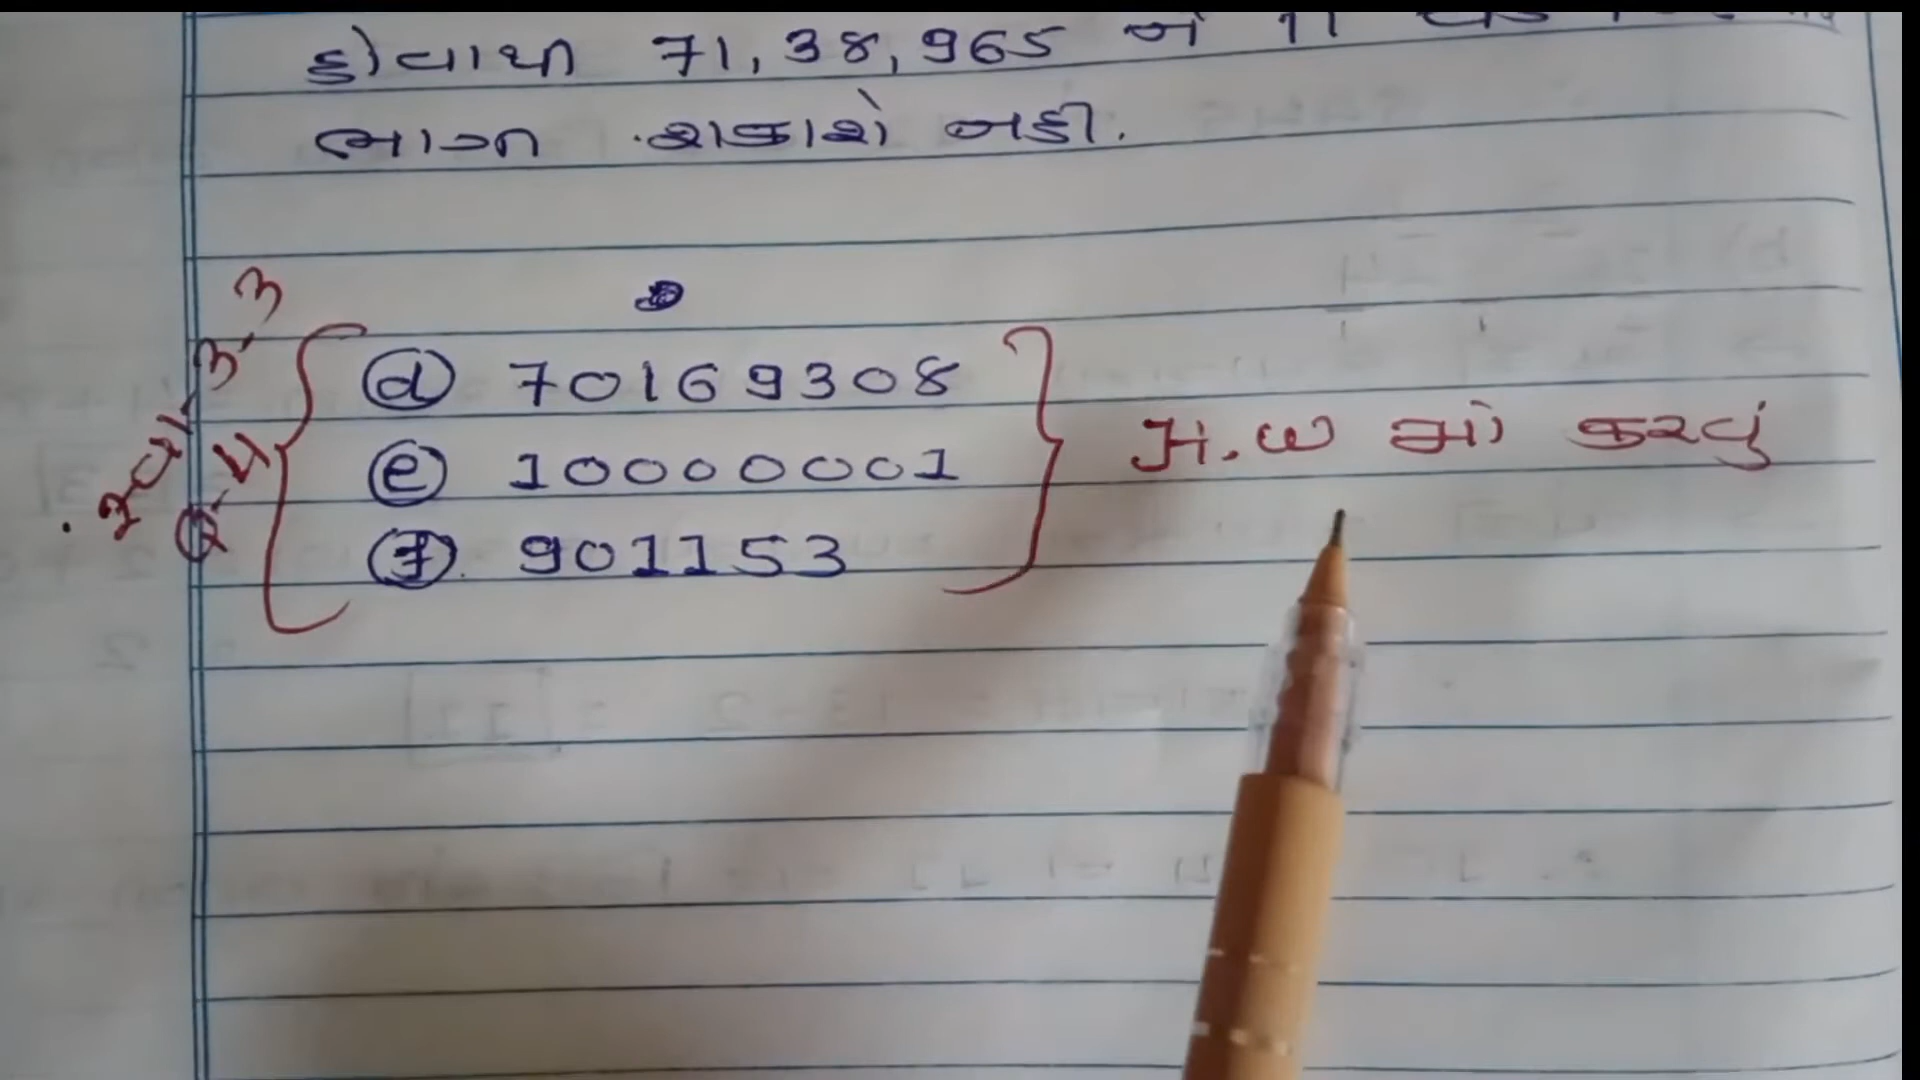 હોવાથી 71,38,965 ને 11 વડે
ભાગ શકાશે નહી.
સ્વા. 3.3
Q-4
d 70169308
e 10000001
f 901153
મ.વ માં કરવું